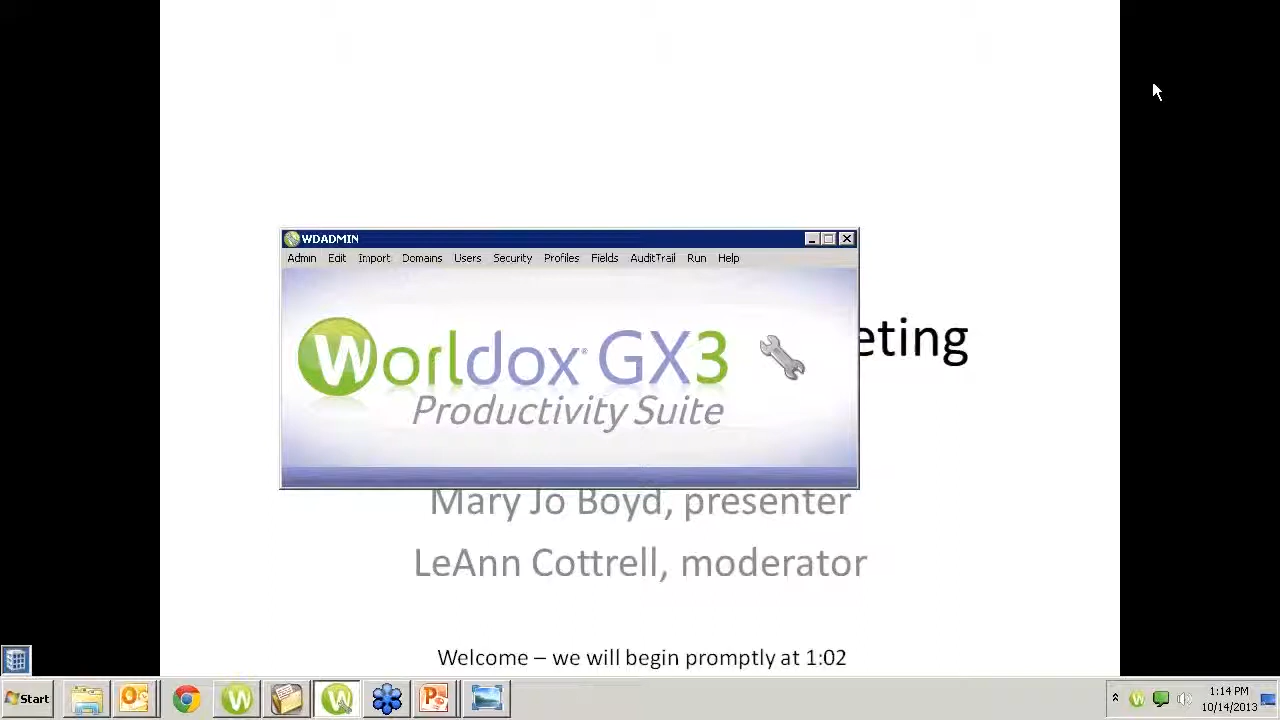 WDADMIN
Admin Edit Import Domains Users Security Profiles Fields AuditTrail Run Help
Worldox® GX3
Productivity Suite
eting
Mary Jo Boyd, presenter
LeAnn Cottrell, moderator
Welcome – we will begin promptly at 1:02
Start
1:14 PM
10/14/2013